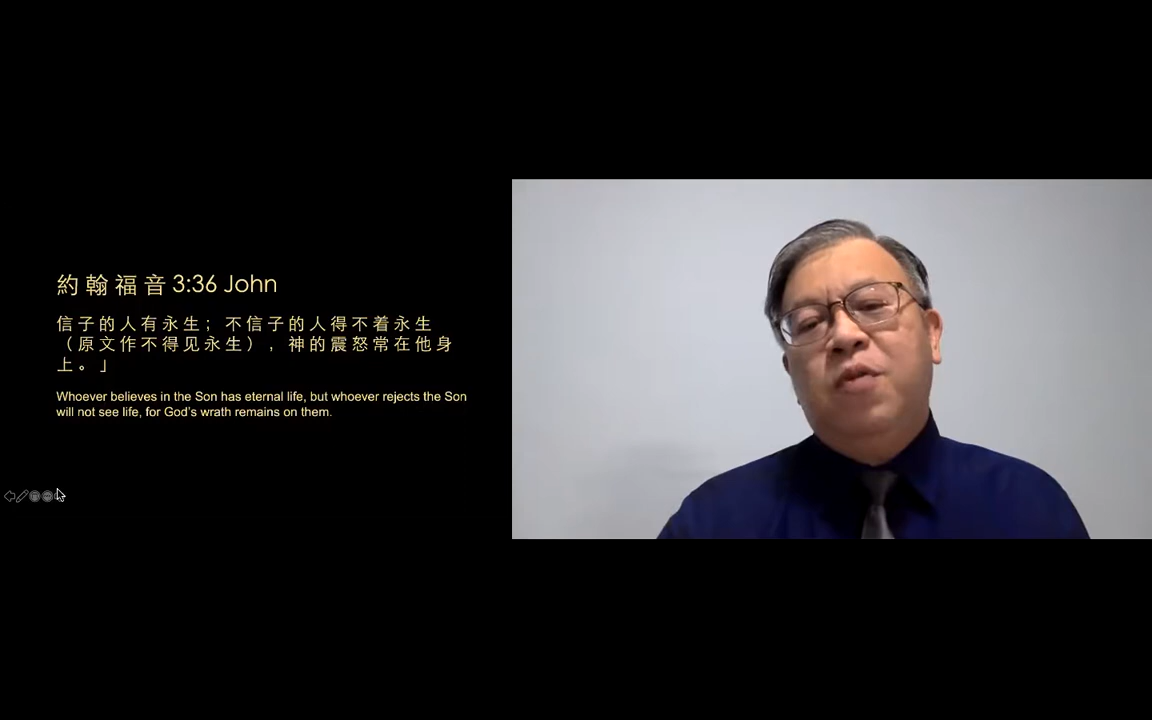 約翰福音 3:36 John
信子的人有永生；不信子的人得不着永生
（原文作不得见永生），神的震怒常在他身
上。」
Whoever believes in the Son has eternal life, but whoever rejects the Son
will not see life, for God's wrath remains on them.